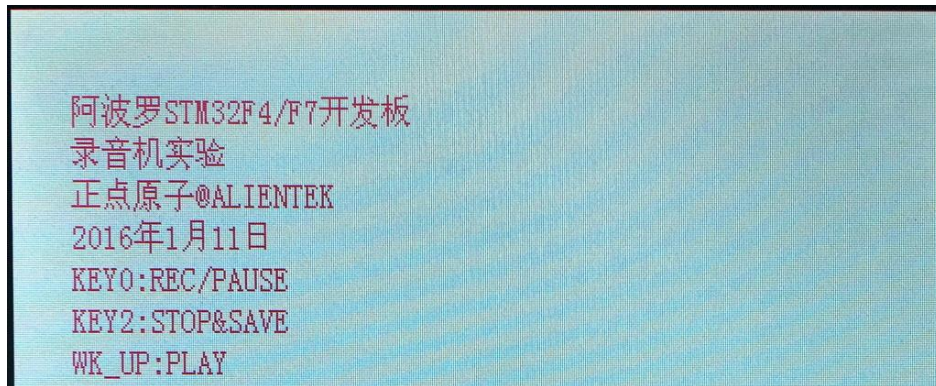 阿波罗STM32F4/F7开发板
录音机实验
正点原子@ALIENTEK
2016年1月11日
KEY0:REC/PAUSE
KEY2:STOP&SAVE
WK_UP:PLAY